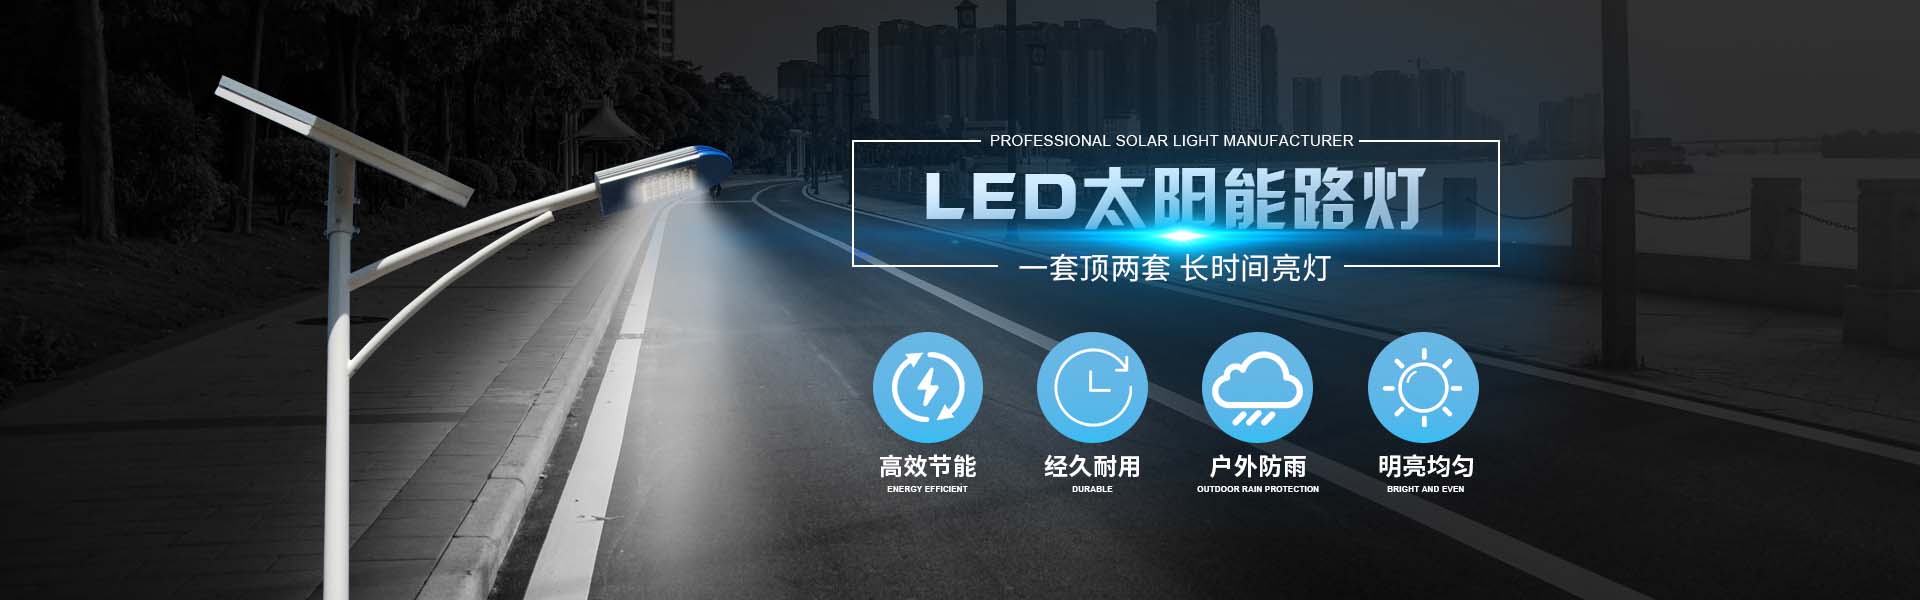 PROFESSIONAL SOLAR LIGHT MANUFACTURER
LED太阳能路灯
一套顶两套 长时间亮灯
高效节能 经久耐用 户外防雨 明亮均匀
ENERGY EFFICIENT DURABLE OUTDOOR RAIN PROTECTION BRIGHT AND EVEN